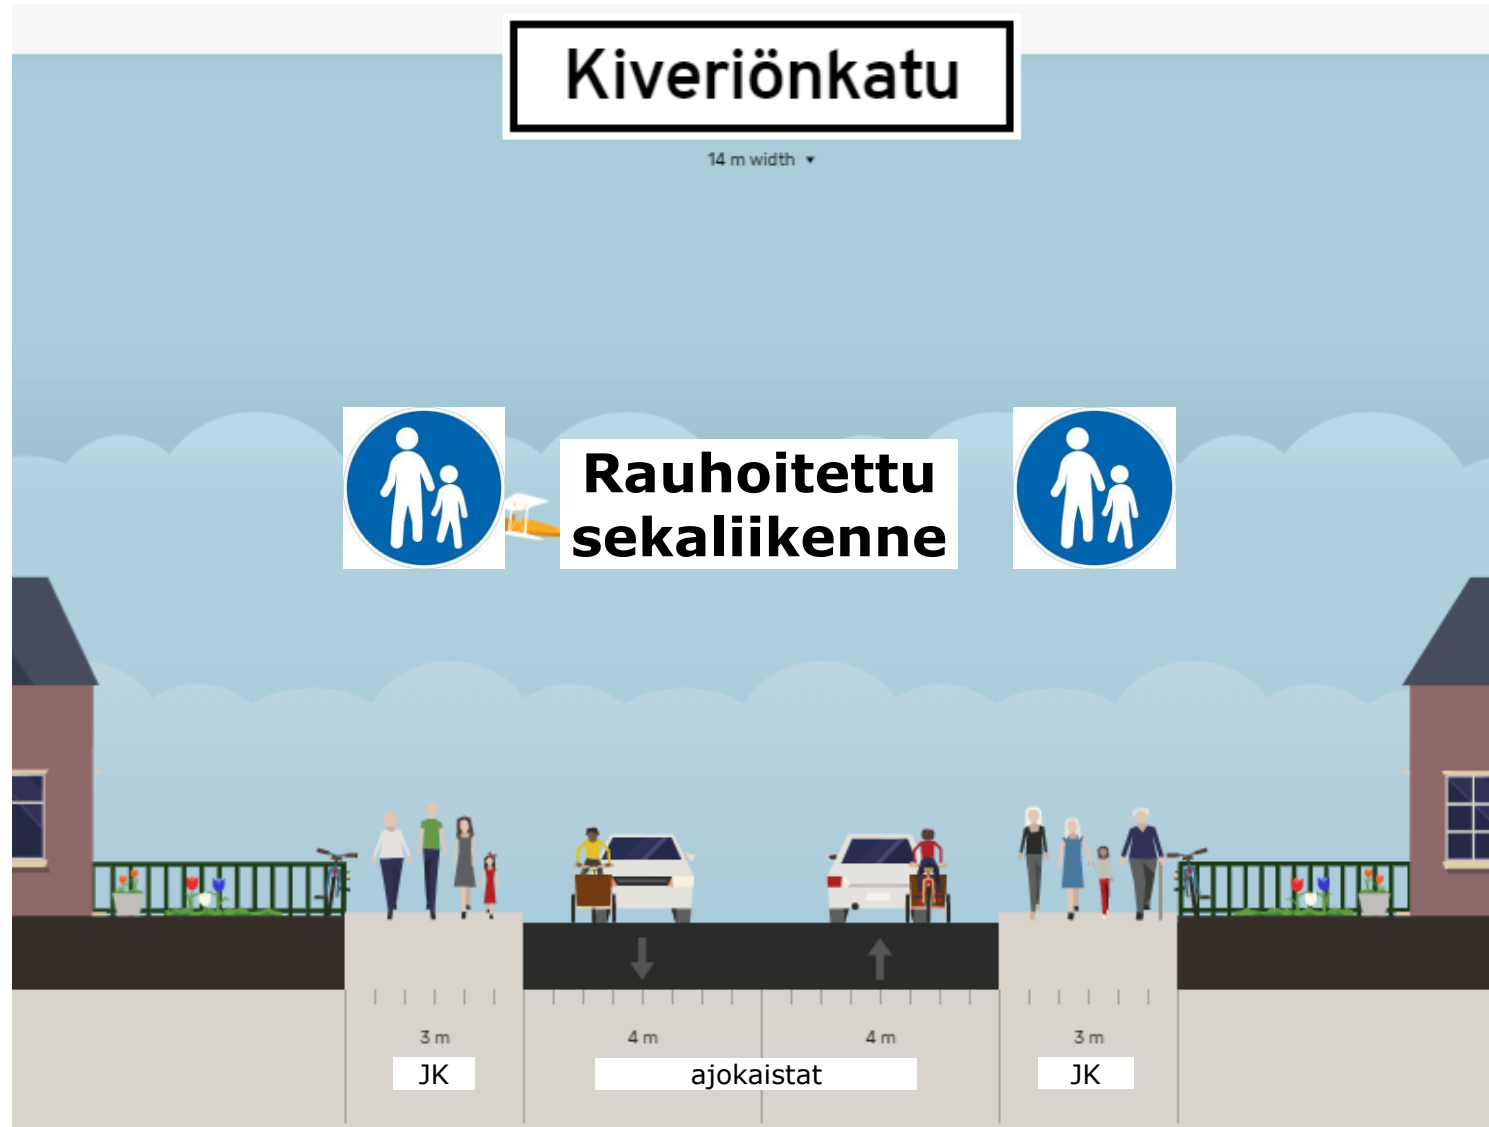 Kiveriönkatu
14 m width ▾
Rauhoitettu
sekaliikenne
3 m
4 m
4 m
3 m
JK
ajokaistat
JK